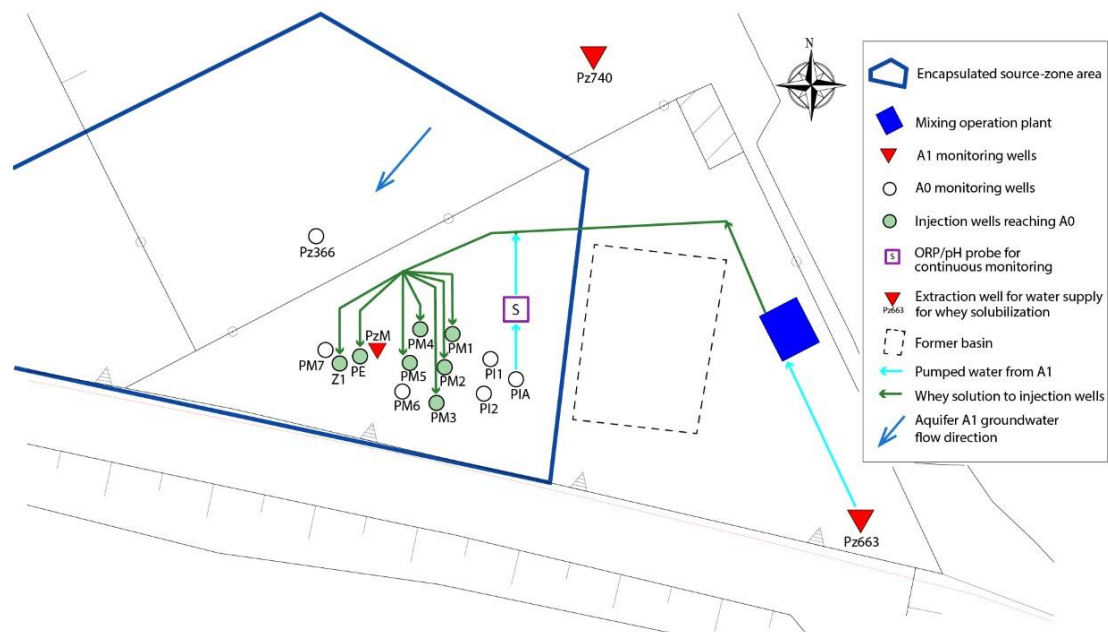 Pz740
N
Pz366
S
PzM
PM4
PM1
PM7
Z1
PE
PM5
PM2
PI1
PM6
PM3
PI2
PIA
Pz663
Encapsulated source-zone area
Mixing operation plant
A1 monitoring wells
A0 monitoring wells
Injection wells reaching A0
S
ORP/pH probe for
continuous monitoring
Pz663
Extraction well for water supply
for whey solubilization
Former basin
Pumped water from A1
Whey solution to injection wells
Aquifer A1 groundwater
flow direction